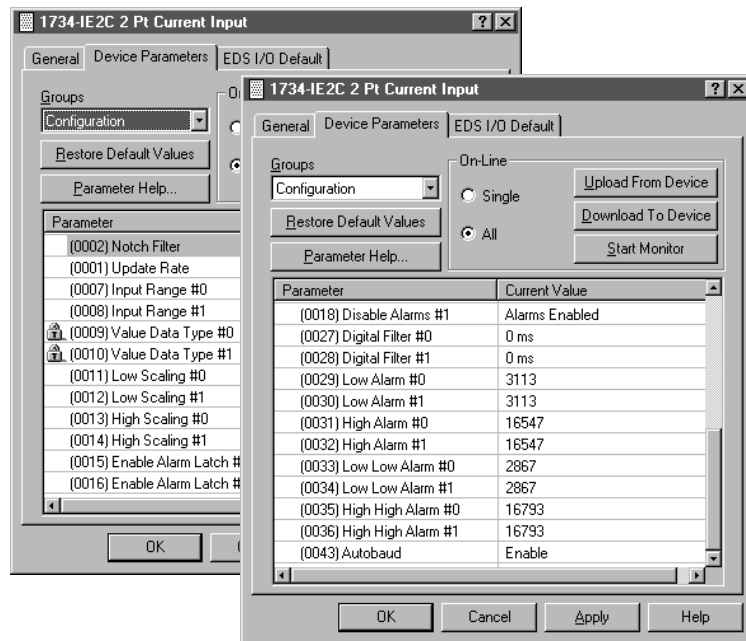 1734-IE2C 2 Pt Current Input
General Device Parameters EDS I/O Default
Groups
Configuration
Restore Default Values
Parameter Help...
Parameter
(0002) Notch Filter
(0001) Update Rate
(0007) Input Range #0
(0008) Input Range #1
(0009) Value Data Type #0
(0010) Value Data Type #1
(0011) Low Scaling #0
(0012) Low Scaling #1
(0013) High Scaling #0
(0014) High Scaling #1
(0015) Enable Alarm Latch #
(0016) Enable Alarm Latch #
OK
1734-IE2C 2 Pt Current Input
General Device Parameters EDS I/O Default
Groups
Configuration
Restore Default Values
Parameter Help...
On-Line
Single
All
Upload From Device
Download To Device
Start Monitor
Parameter Current Value
(0018) Disable Alarms #1 Alarms Enabled
(0027) Digital Filter #0 0 ms
(0028) Digital Filter #1 0 ms
(0029) Low Alarm #0 3113
(0030) Low Alarm #1 3113
(0031) High Alarm #0 16547
(0032) High Alarm #1 16547
(0033) Low Low Alarm #0 2867
(0034) Low Low Alarm #1 2867
(0035) High High Alarm #0 16793
(0036) High High Alarm #1 16793
(0043) Autobaud Enable
OK Cancel Apply Help